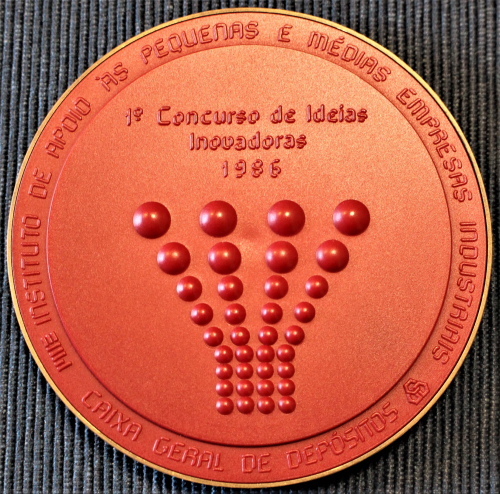 INSTITUTO DE APOIO ÀS PEQUENAS E MÉDIAS EMPRESAS INDUSTRIAIS
1º Concurso de Ideias
Inovadoras
1986
CAIXA GERAL DE DEPÓSITOS